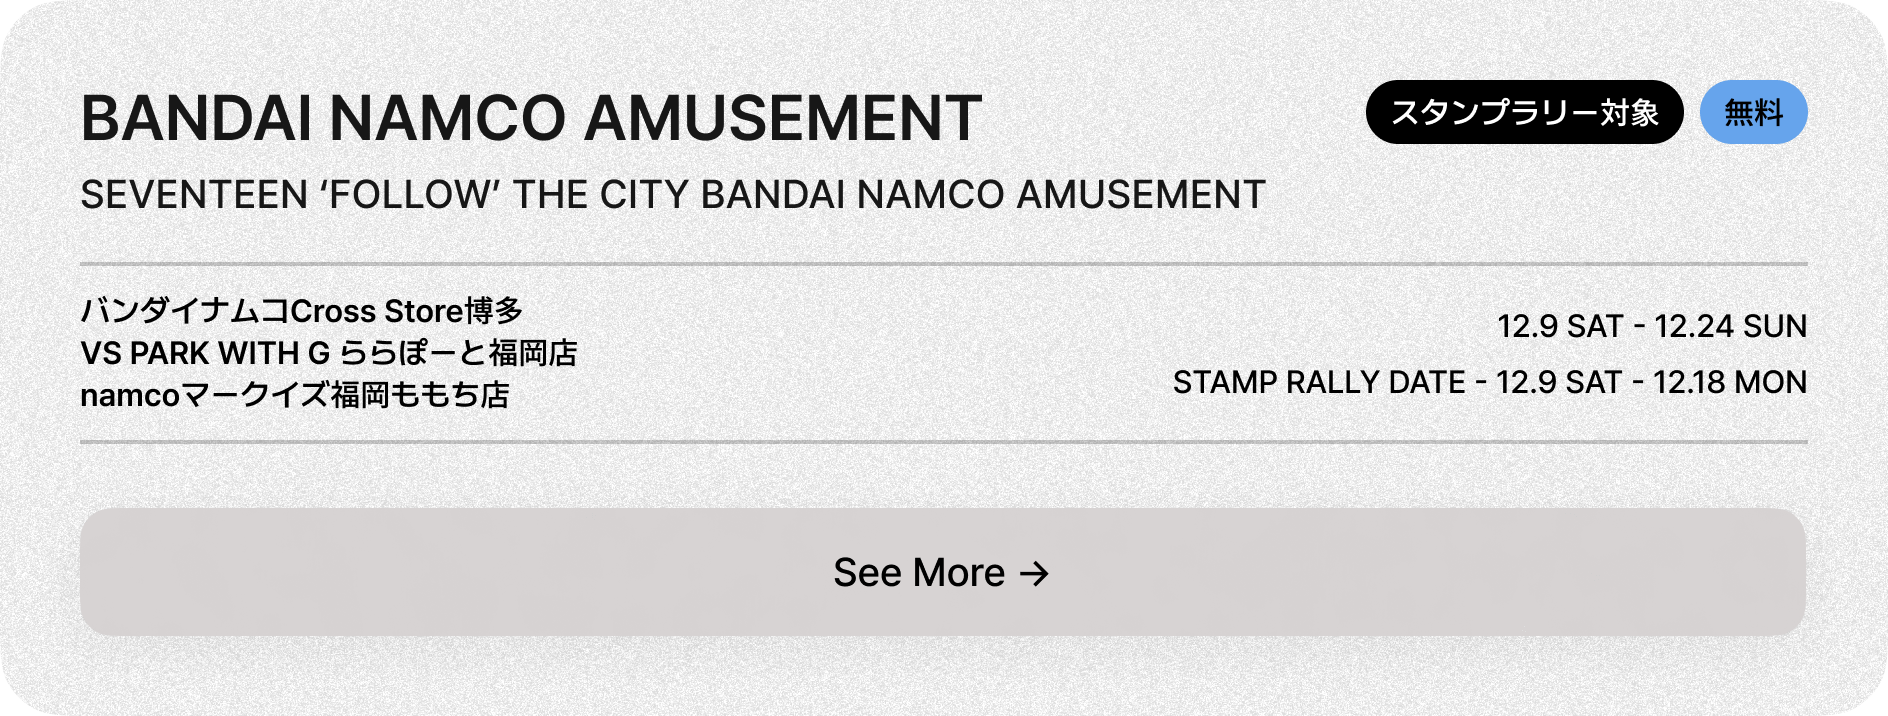 BANDAI NAMCO AMUSEMENT
スタンプラリー対象
無料
SEVENTEEN ‘FOLLOW’ THE CITY BANDAI NAMCO AMUSEMENT
バンダイナムコCross Store博多
VS PARK WITH G ららぽーと福岡店
namcoマークイズ福岡ももち店
12.9 SAT - 12.24 SUN
STAMP RALLY DATE - 12.9 SAT - 12.18 MON
See More →